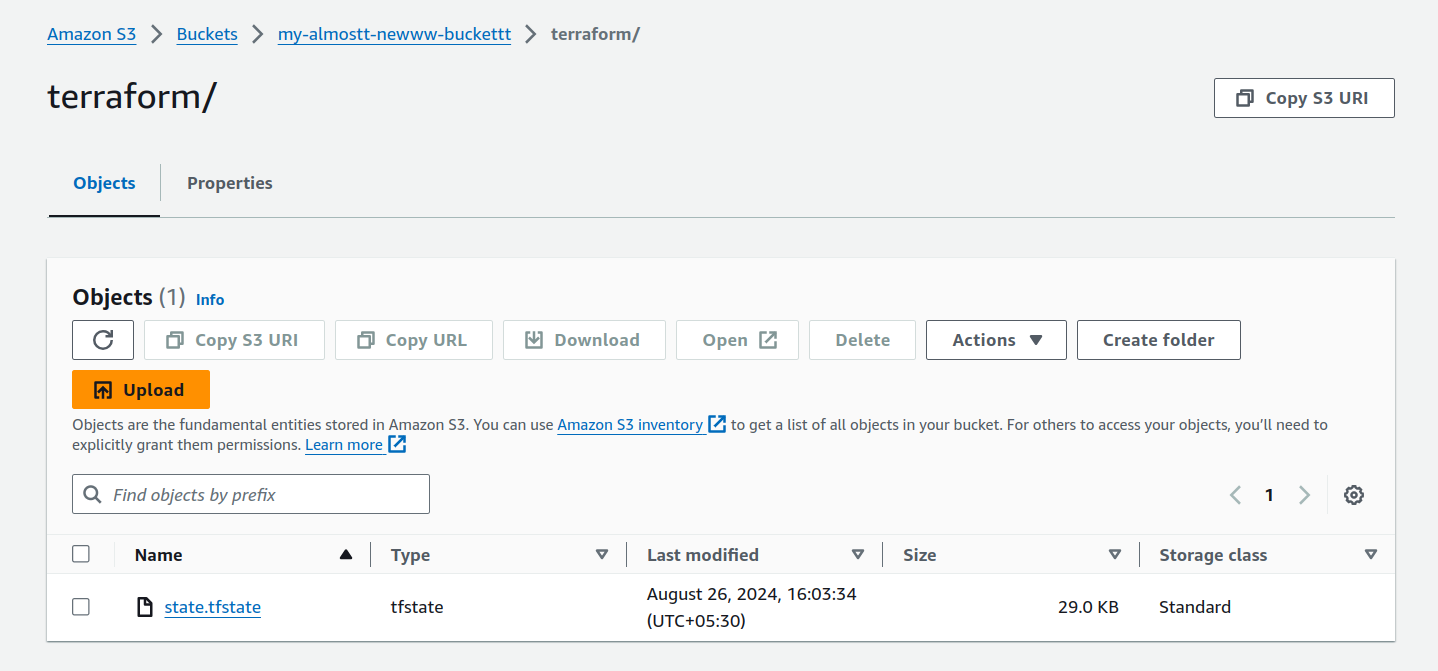 Amazon S3 > Buckets > my-almostt-newww-buckettt > terraform/
terraform/
Copy S3 URI
Objects Properties
Objects (1) Info
Copy S3 URI Copy URL Download Open Delete Actions Create folder
Upload
Objects are the fundamental entities stored in Amazon S3. You can use Amazon S3 inventory to get a list of all objects in your bucket. For others to access your objects, you'll need to
explicitly grant them permissions. Learn more
Find objects by prefix
1
Name Type Last modified Size Storage class
state.tfstate tfstate August 26, 2024, 16:03:34 29.0 KB Standard
(UTC+05:30)